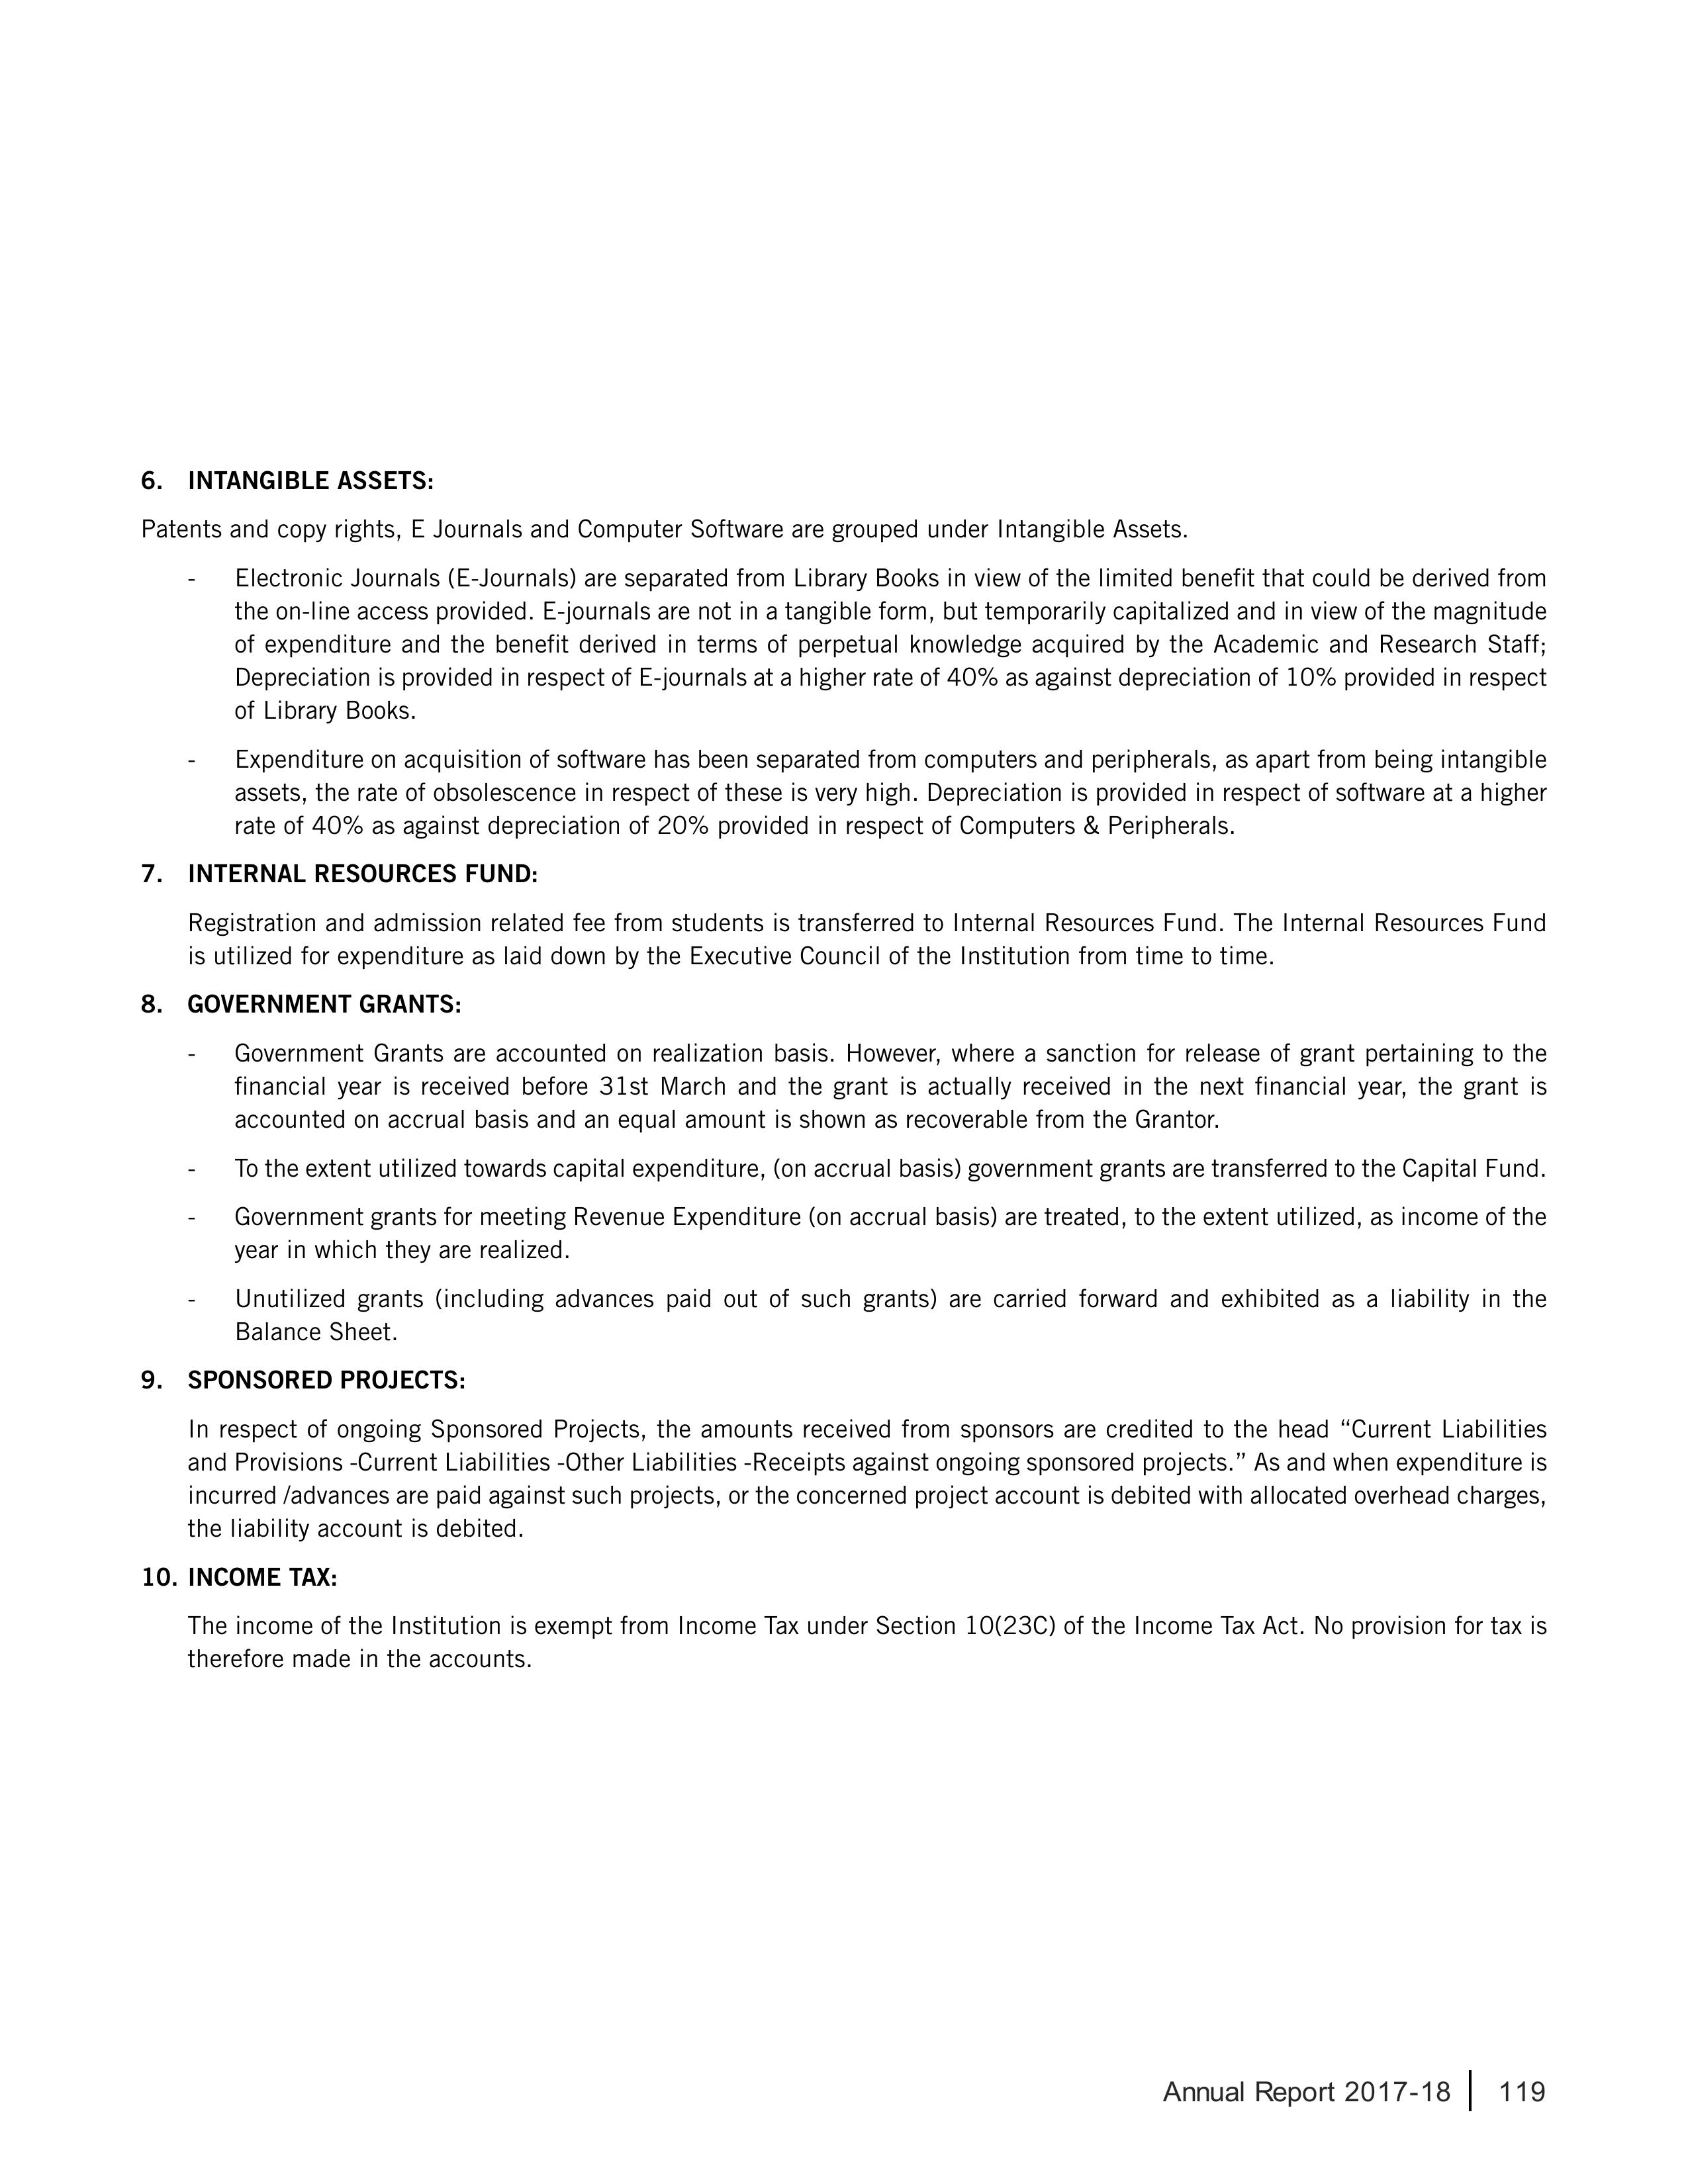 6. INTANGIBLE ASSETS:
Patents and copy rights, E Journals and Computer Software are grouped under Intangible Assets.
- Electronic Journals (E-Journals) are separated from Library Books in view of the limited benefit that could be derived from
the on-line access provided. E-journals are not in a tangible form, but temporarily capitalized and in view of the magnitude
of expenditure and the benefit derived in terms of perpetual knowledge acquired by the Academic and Research Staff;
Depreciation is provided in respect of E-journals at a higher rate of 40% as against depreciation of 10% provided in respect
of Library Books.
- Expenditure on acquisition of software has been separated from computers and peripherals, as apart from being intangible
assets, the rate of obsolescence in respect of these is very high. Depreciation is provided in respect of software at a higher
rate of 40% as against depreciation of 20% provided in respect of Computers & Peripherals.
7. INTERNAL RESOURCES FUND:
Registration and admission related fee from students is transferred to Internal Resources Fund. The Internal Resources Fund
is utilized for expenditure as laid down by the Executive Council of the Institution from time to time.
8. GOVERNMENT GRANTS:
- Government Grants are accounted on realization basis. However, where a sanction for release of grant pertaining to the
financial year is received before 31st March and the grant is actually received in the next financial year, the grant is
accounted on accrual basis and an equal amount is shown as recoverable from the Grantor.
- To the extent utilized towards capital expenditure, (on accrual basis) government grants are transferred to the Capital Fund.
- Government grants for meeting Revenue Expenditure (on accrual basis) are treated, to the extent utilized, as income of the
year in which they are realized.
- Unutilized grants (including advances paid out of such grants) are carried forward and exhibited as a liability in the
Balance Sheet.
9. SPONSORED PROJECTS:
In respect of ongoing Sponsored Projects, the amounts received from sponsors are credited to the head “Current Liabilities
and Provisions -Current Liabilities -Other Liabilities -Receipts against ongoing sponsored projects.” As and when expenditure is
incurred /advances are paid against such projects, or the concerned project account is debited with allocated overhead charges,
the liability account is debited.
10. INCOME TAX:
The income of the Institution is exempt from Income Tax under Section 10(23C) of the Income Tax Act. No provision for tax is
therefore made in the accounts.
Annual Report 2017-18 | 119